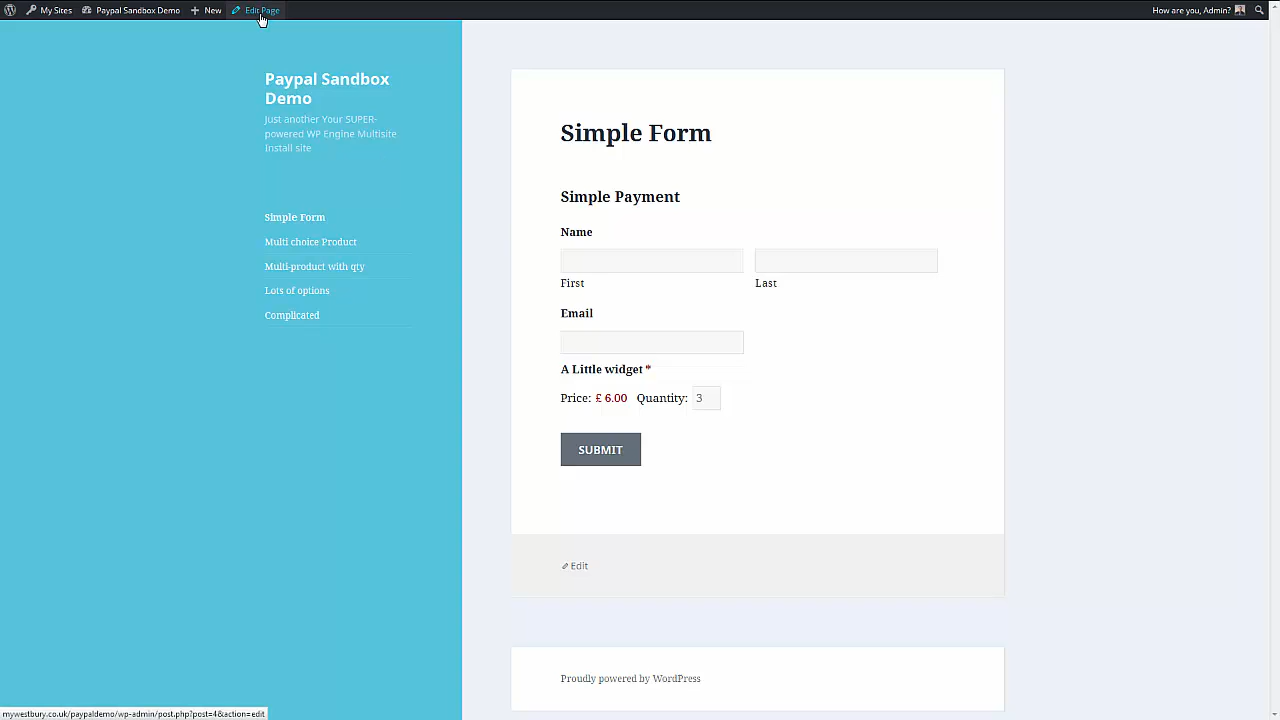 My Sites Paypal Sandbox Demo New Edit Page How are you, Admin?
Paypal Sandbox
Demo
Just another Your SUPER-
powered WP Engine Multisite
Install site
Simple Form
Multi choice Product
Multi-product with qty
Lots of options
Complicated
Simple Form
Simple Payment
Name
First Last
Email
A Little widget *
Price: £ 6.00 Quantity: 3
SUBMIT
Edit
Proudly powered by WordPress
mywestbury.co.uk/paypaldemo/wp-admin/post.php?post=4&action=edit